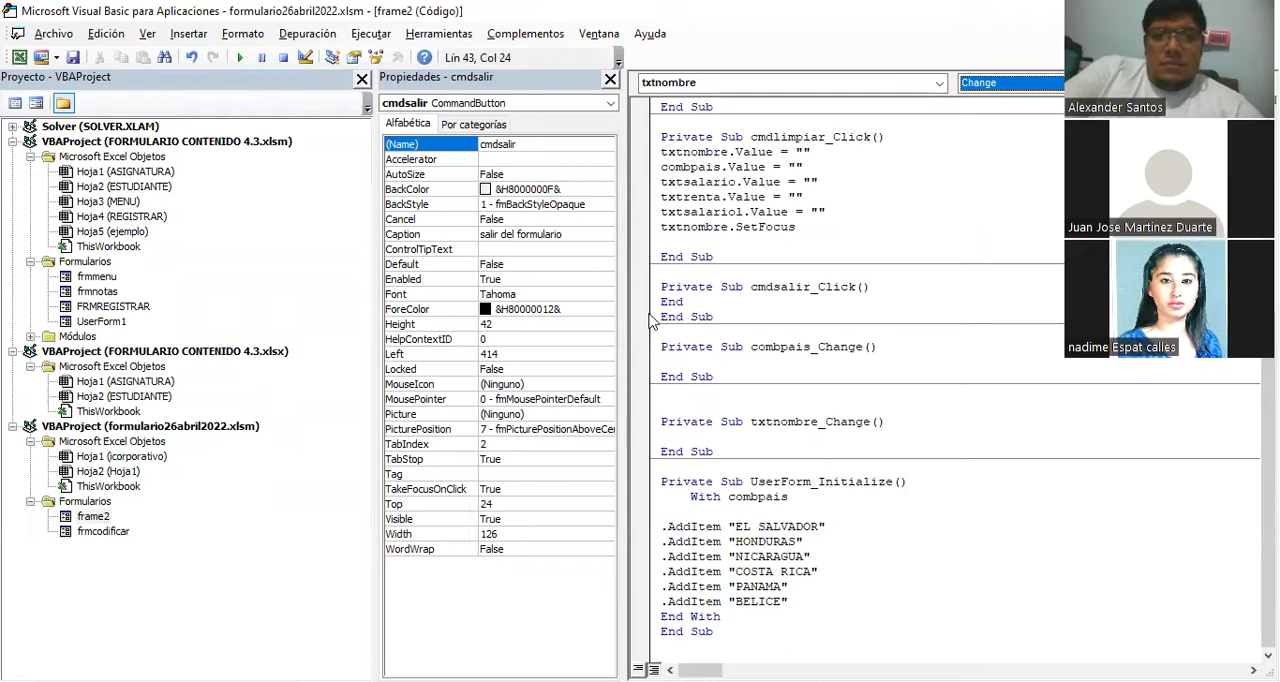 Microsoft Visual Basic para Aplicaciones - formulario26abril2022.xlsm - [frame2 (Código)]
Archivo Edición Ver Insertar Formato Depuración Ejecutar Herramientas Complementos Ventana Ayuda
Lín 43, Col 24
Proyecto - VBAProject
Solver (SOLVER.XLAM)
VBAProject (FORMULARIO CONTENIDO 4.3.xlsm)
Microsoft Excel Objetos
Hoja1 (ASIGNATURA)
Hoja2 (ESTUDIANTE)
Hoja3 (MENU)
Hoja4 (REGISTRAR)
Hoja5 (ejemplo)
ThisWorkbook
Formularios
frmmenu
frmnotas
FRMREGISTRAR
UserForm1
Módulos
VBAProject (FORMULARIO CONTENIDO 4.3.xlsx)
Microsoft Excel Objetos
Hoja1 (ASIGNATURA)
Hoja2 (ESTUDIANTE)
ThisWorkbook
VBAProject (formulario26abril2022.xlsm)
Microsoft Excel Objetos
Hoja1 (icorporativo)
Hoja2 (Hoja1)
ThisWorkbook
Formularios
frame2
frmcodificar
Propiedades - cmdsalir
cmdsalir CommandButton
Alfabética Por categorías
(Name) cmdsalir
Accelerator
AutoSize False
BackColor &H8000000F&
BackStyle 1 - fmBackStyleOpaque
Cancel False
Caption salir del formulario
ControlTipText
Default False
Enabled True
Font Tahoma
ForeColor &H80000012&
Height 42
HelpContextID 0
Left 414
Locked False
MouseIcon (Ninguno)
MousePointer 0 - fmMousePointerDefault
Picture (Ninguno)
PicturePosition 7 - fmPicturePositionAboveCe
TabIndex 2
TabStop True
Tag
TakeFocusOnClick True
Top 24
Visible True
Width 126
WordWrap False
txtnombre Change
End Sub
Private Sub cmdlimpiar_Click()
txtnombre.Value = ""
combpais.Value = ""
txtsalario.Value = ""
txtrenta.Value = ""
txtsalariol.Value = ""
txtnombre.SetFocus
End Sub
Private Sub cmdsalir_Click()
End
End Sub
Private Sub combpais_Change()
End Sub
Private Sub txtnombre_Change()
End Sub
Private Sub UserForm_Initialize()
With combpais
.AddItem "EL SALVADOR"
.AddItem "HONDURAS"
.AddItem "NICARAGUA"
.AddItem "COSTA RICA"
.AddItem "PANAMA"
.AddItem "BELICE"
End With
End Sub
Alexander Santos
Juan Jose Martinez Duarte
nadime Espat calles